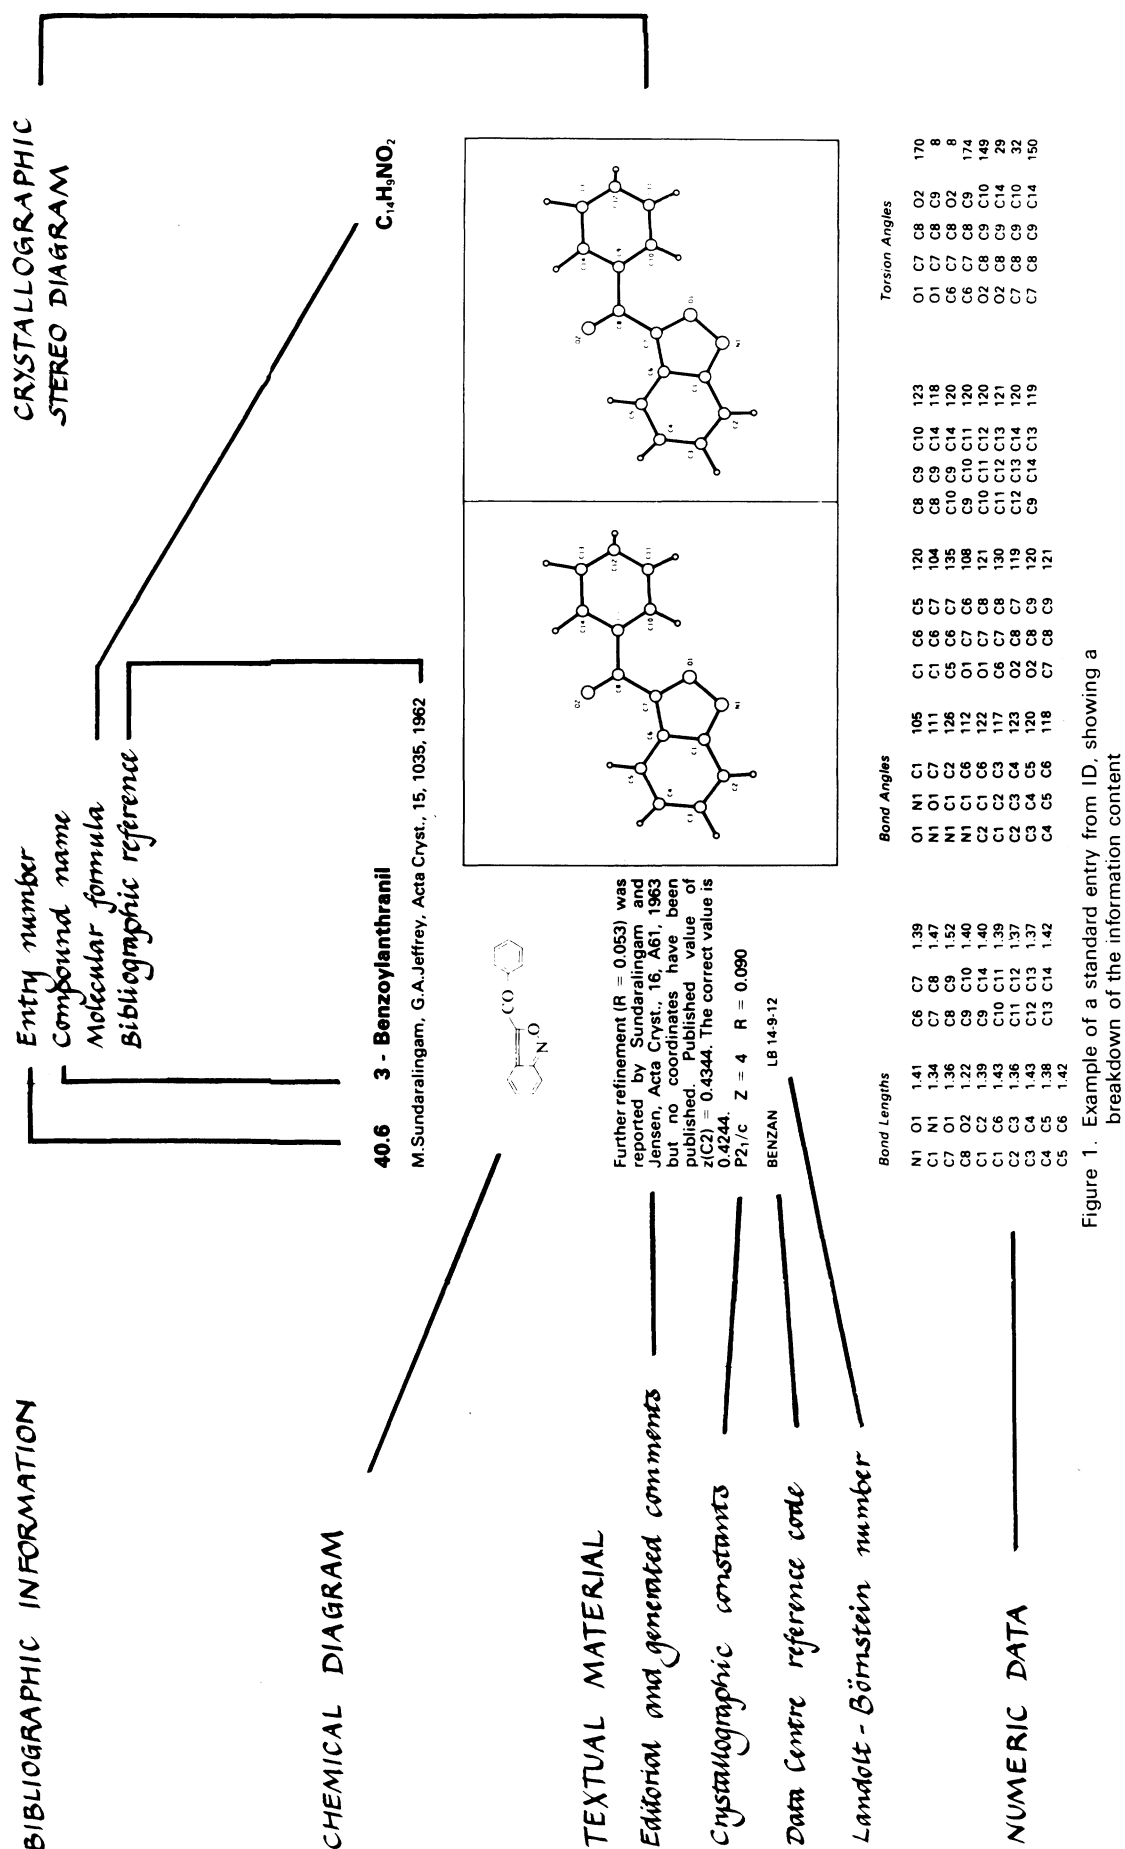 BIBLIOGRAPHIC INFORMATION
Entry number
Compound name
Molecular formula
Bibliographic reference
CRYSTALLOGRAPHIC
STEREO DIAGRAM
40.6 3 - Benzoylanthranil C₁₄H₉NO₂
M.Sundaralingam, G.A.Jeffrey, Acta Cryst., 15, 1035, 1962
CHEMICAL DIAGRAM
CO
N
O
TEXTUAL MATERIAL
Editorial and generated comments
Crystallographic constants
Data Centre reference code
Landolt - Börnstein number
Further refinement (R = 0.053) was
reported by Sundaralingam and
Jensen, Acta Cryst., 16, A61, 1963
but no coordinates have been
published. Published value of
z(C2) = 0.4344. The correct value is
0.4244.
P2₁/c Z = 4 R = 0.090
BENZAN LB 14-9-12
NUMERIC DATA
Bond Lengths
N1 O1 1.41 C6 C7 1.39
C1 N1 1.34 C7 C8 1.47
C7 O1 1.36 C8 C9 1.52
C8 O2 1.22 C9 C10 1.40
C1 C2 1.39 C9 C14 1.40
C1 C6 1.43 C10 C11 1.39
C2 C3 1.36 C11 C12 1.37
C3 C4 1.43 C12 C13 1.37
C4 C5 1.38 C13 C14 1.42
C5 C6 1.42
Bond Angles
O1 N1 C1 105 C1 C6 C5 120 C8 C9 C10 123
N1 O1 C7 111 C1 C6 C7 104 C8 C9 C14 118
N1 C1 C2 126 C5 C6 C7 135 C10 C9 C14 120
N1 C1 C6 112 O1 C7 C6 108 C9 C10 C11 120
C2 C1 C6 122 O1 C7 C8 121 C10 C11 C12 120
C1 C2 C3 117 C6 C7 C8 130 C11 C12 C13 121
C2 C3 C4 123 O2 C8 C7 119 C12 C13 C14 120
C3 C4 C5 120 O2 C8 C9 120 C9 C14 C13 119
C4 C5 C6 118 C7 C8 C9 121
Torsion Angles
O1 C7 C8 O2 170
O1 C7 C8 C9 8
C6 C7 C8 O2 8
C6 C7 C8 C9 174
O2 C8 C9 C10 149
O2 C8 C9 C14 29
C7 C8 C9 C10 32
C7 C8 C9 C14 150
Figure 1. Example of a standard entry from ID, showing a
breakdown of the information content